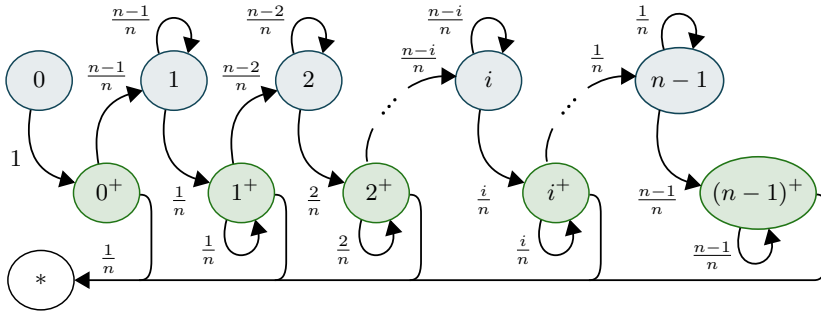 n−1/n n−2/n n−i/n 1/n
0 n−1/n 1 n−2/n 2 n−i/n ··· i 1/n ··· n − 1
1 0⁺ 1/n 1⁺ 2/n 2⁺ i/n i⁺ n−1/n (n − 1)⁺
1/n 1/n 2/n i/n n−1/n
∗